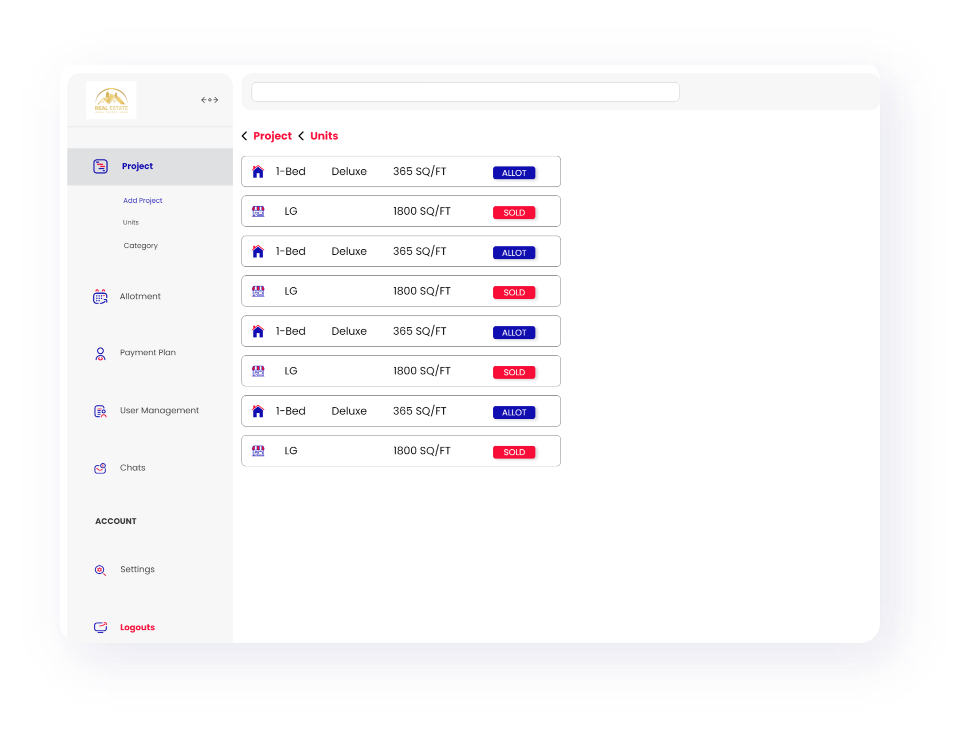 REAL ESTATE
Project
Add Project
Units
Category
Allotment
Payment Plan
User Management
Chats
ACCOUNT
Settings
Logouts
Project Units
1-Bed Deluxe 365 SQ/FT ALLOT
LG 1800 SQ/FT SOLD
1-Bed Deluxe 365 SQ/FT ALLOT
LG 1800 SQ/FT SOLD
1-Bed Deluxe 365 SQ/FT ALLOT
LG 1800 SQ/FT SOLD
1-Bed Deluxe 365 SQ/FT ALLOT
LG 1800 SQ/FT SOLD